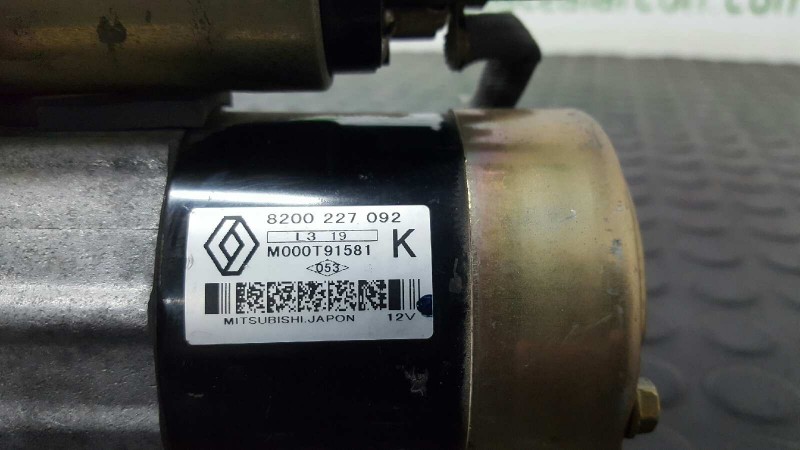 8200 227 092
L3 19
M000T91581 K
053
MITSUBISHI.JAPON 12V